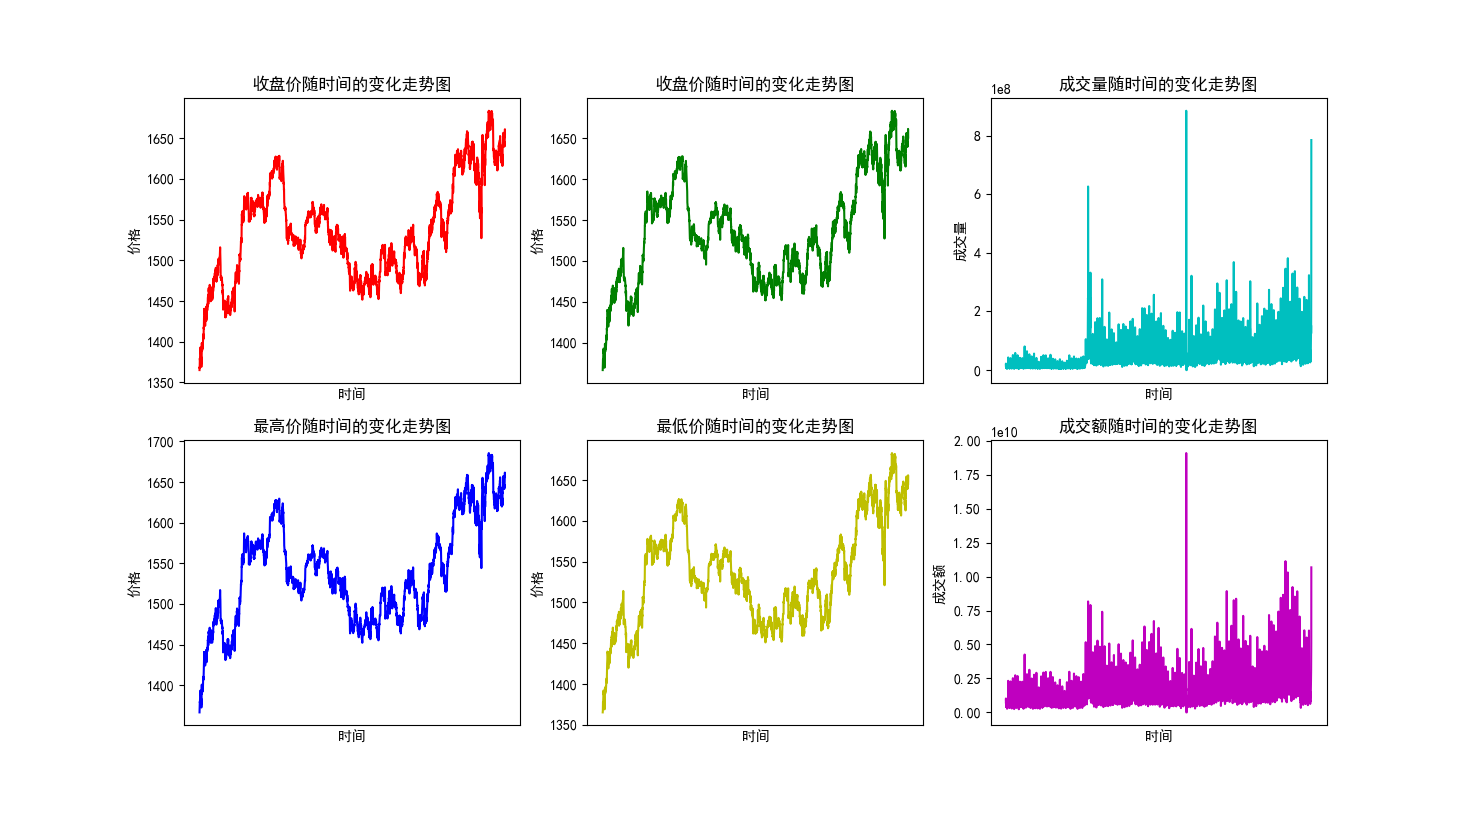 收盘价随时间的变化走势图
价格
1650
1600
1550
1500
1450
1400
1350
时间
收盘价随时间的变化走势图
价格
1650
1600
1550
1500
1450
1400
时间
成交量随时间的变化走势图
1e8
成交量
8
6
4
2
0
时间
最高价随时间的变化走势图
价格
1700
1650
1600
1550
1500
1450
1400
时间
最低价随时间的变化走势图
价格
1650
1600
1550
1500
1450
1400
1350
时间
成交额随时间的变化走势图
1e10
成交额
2.00
1.75
1.50
1.25
1.00
0.75
0.50
0.25
0.00
时间